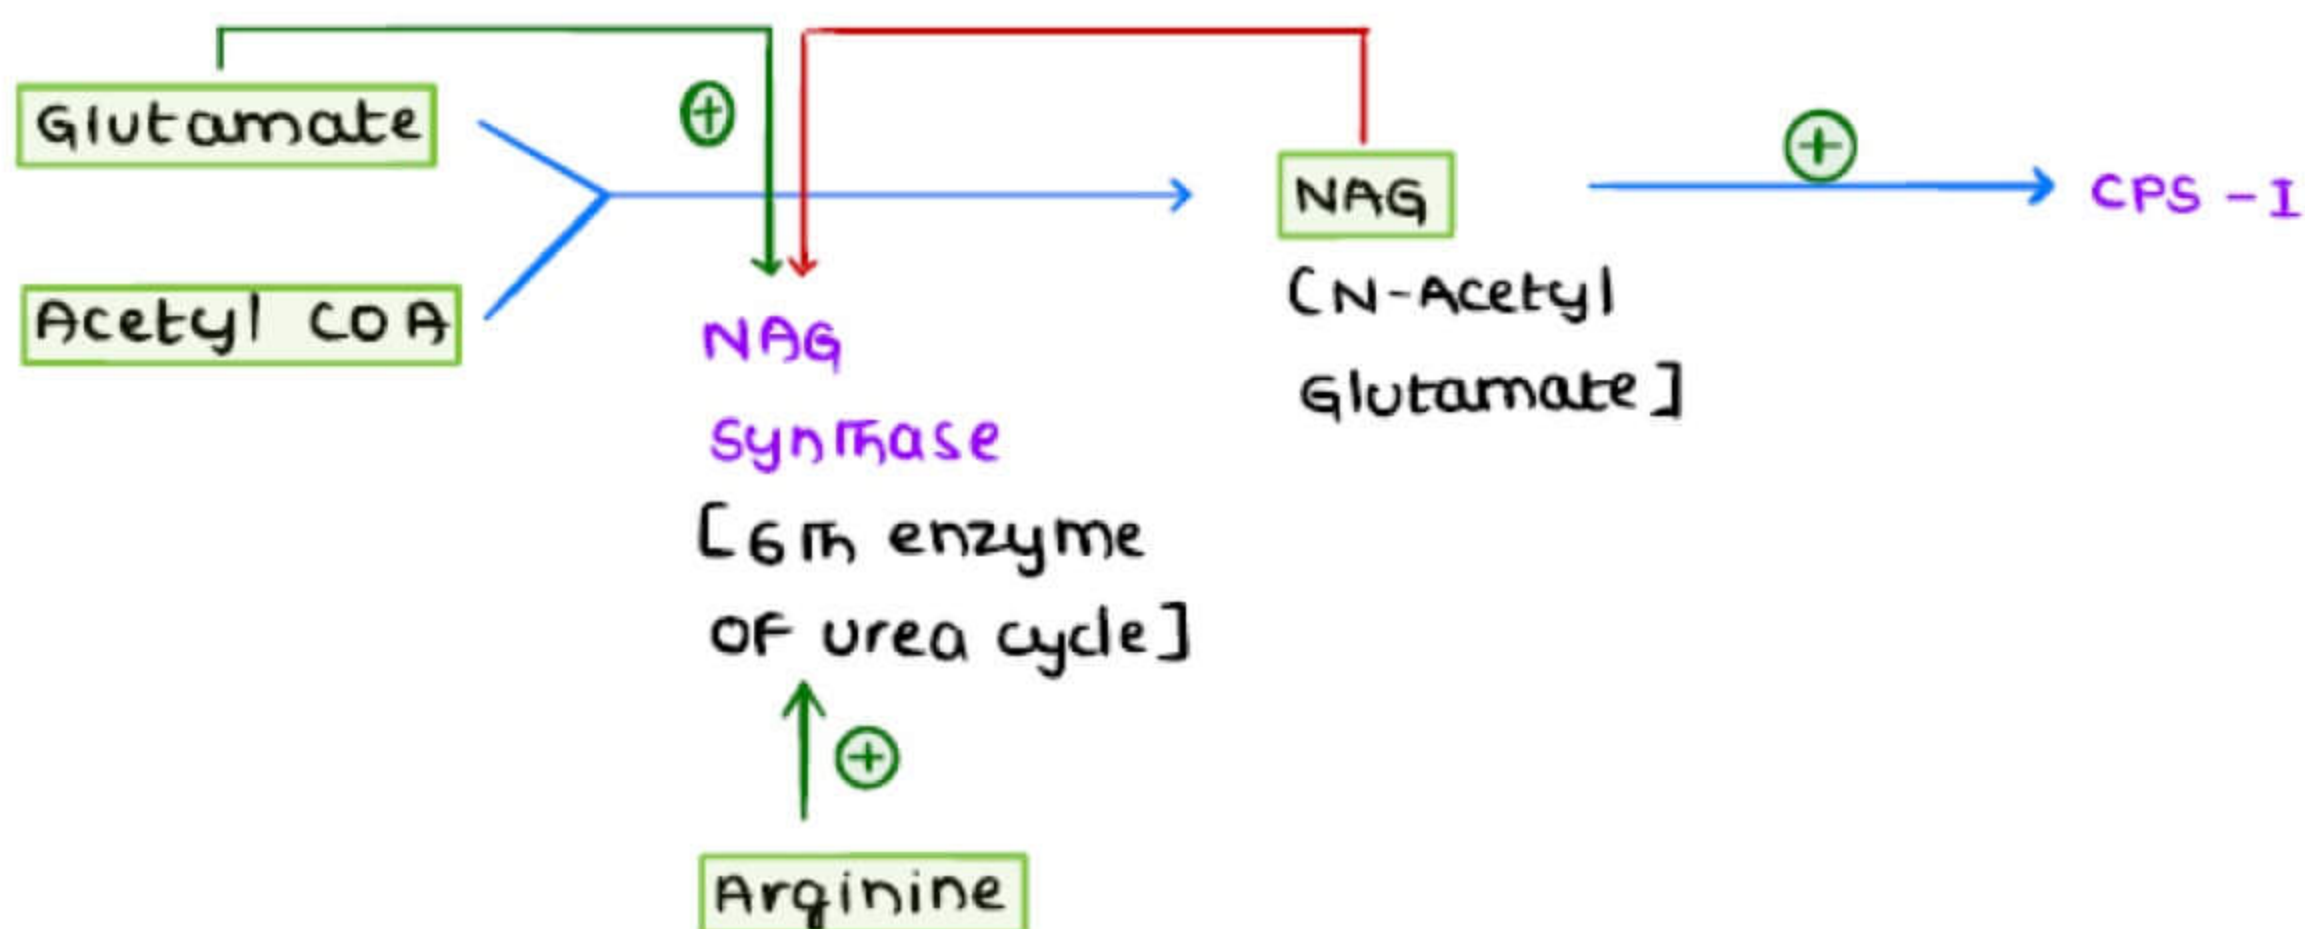 Glutamate
+
+
NAG
CPS - I
Acetyl COA
(N-Acetyl
Glutamate]
NAG
Synthase
[6th enzyme
OF urea cycle]
+
Arginine